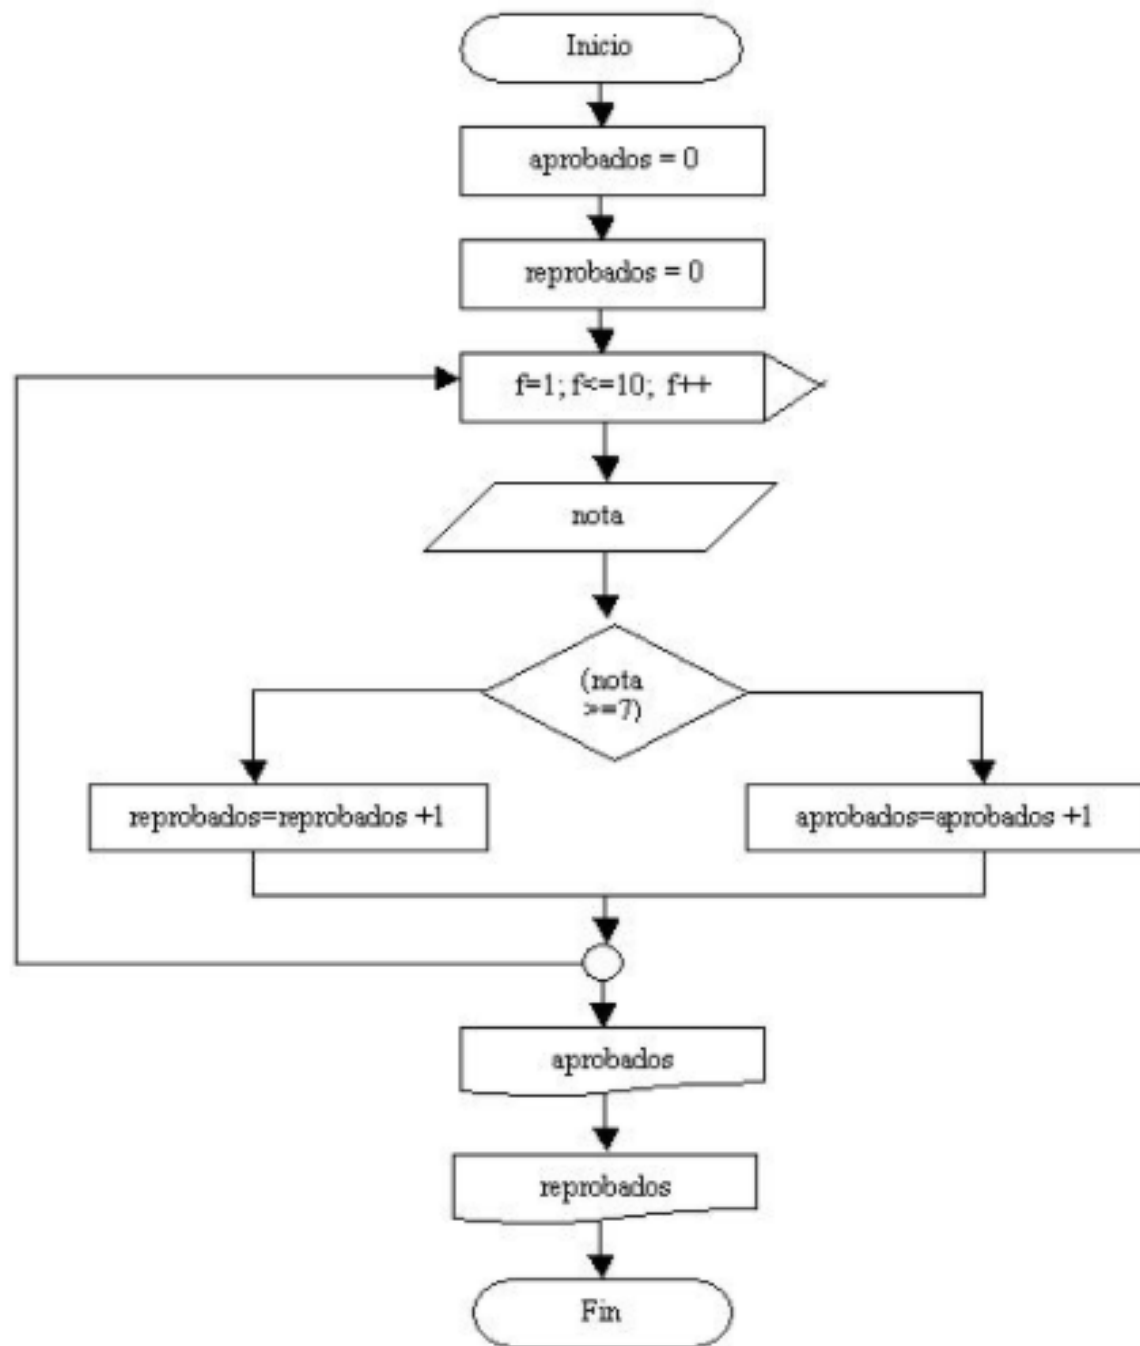 Inicio
aprobados = 0
reprobados = 0
f=1; f<=10; f++
nota
(nota
>=7)
reprobados=reprobados +1
aprobados=aprobados +1
aprobados
reprobados
Fin